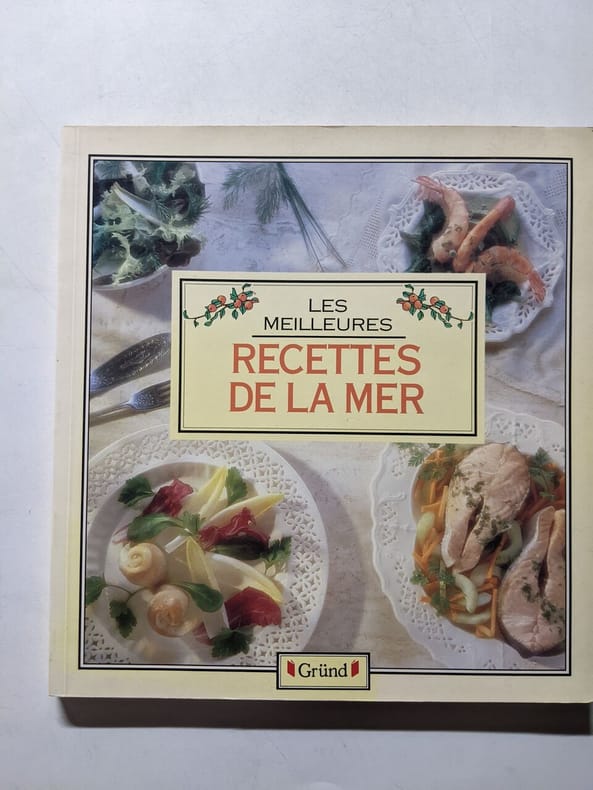 LES
MEILLEURES
RECETTES
DE LA MER
Gründ